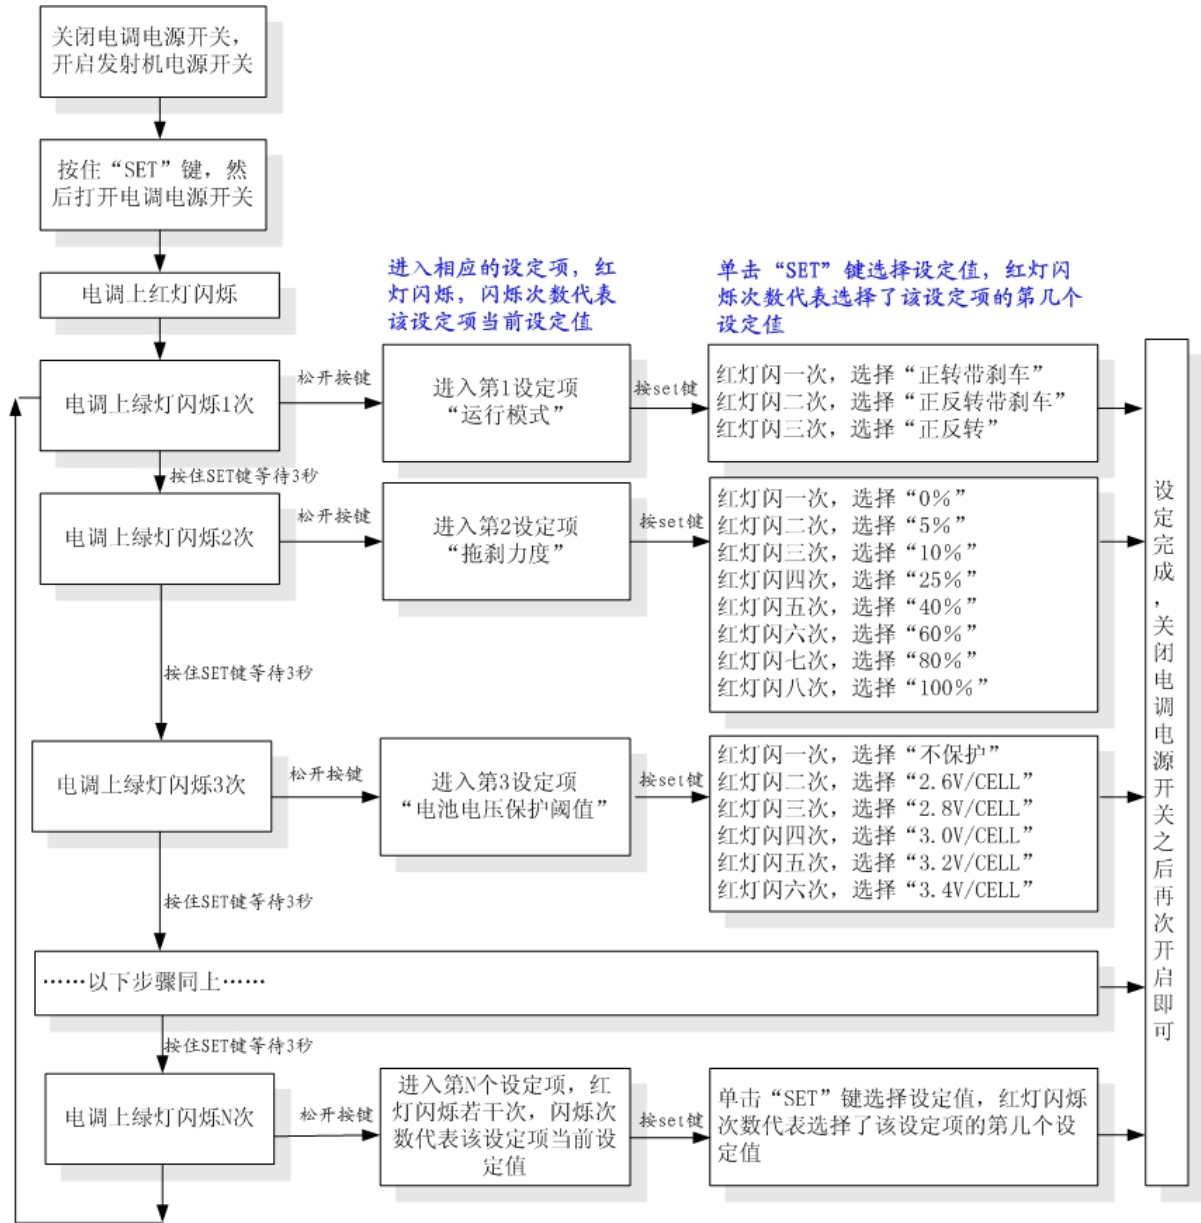 关闭电调电源开关，
开启发射机电源开关
按住“SET”键，然
后打开电调电源开关
电调上红灯闪烁
进入相应的设定项，红
灯闪烁，闪烁次数代表
该设定项当前设定值
单击“SET”键选择设定值，红灯闪
烁次数代表选择了该设定项的第几个
设定值
电调上绿灯闪烁1次
松开按键
进入第1设定项
“运行模式”
按set键
红灯闪一次，选择“正转带刹车”
红灯闪二次，选择“正反转带刹车”
红灯闪三次，选择“正反转”
按住SET键等待3秒
电调上绿灯闪烁2次
松开按键
进入第2设定项
“拖刹力度”
按set键
红灯闪一次，选择“0%”
红灯闪二次，选择“5%”
红灯闪三次，选择“10%”
红灯闪四次，选择“25%”
红灯闪五次，选择“40%”
红灯闪六次，选择“60%”
红灯闪七次，选择“80%”
红灯闪八次，选择“100%”
按住SET键等待3秒
电调上绿灯闪烁3次
松开按键
进入第3设定项
“电池电压保护阈值”
按set键
红灯闪一次，选择“不保护”
红灯闪二次，选择“2.6V/CELL”
红灯闪三次，选择“2.8V/CELL”
红灯闪四次，选择“3.0V/CELL”
红灯闪五次，选择“3.2V/CELL”
红灯闪六次，选择“3.4V/CELL”
按住SET键等待3秒
……以下步骤同上……
按住SET键等待3秒
电调上绿灯闪烁N次
松开按键
进入第N个设定项，红
灯闪烁若干次，闪烁次
数代表该设定项当前设
定值
按set键
单击“SET”键选择设定值，红灯闪烁
次数代表选择了该设定项的第几个设
定值
设定完成，关闭电调电源开关之后再次开启即可